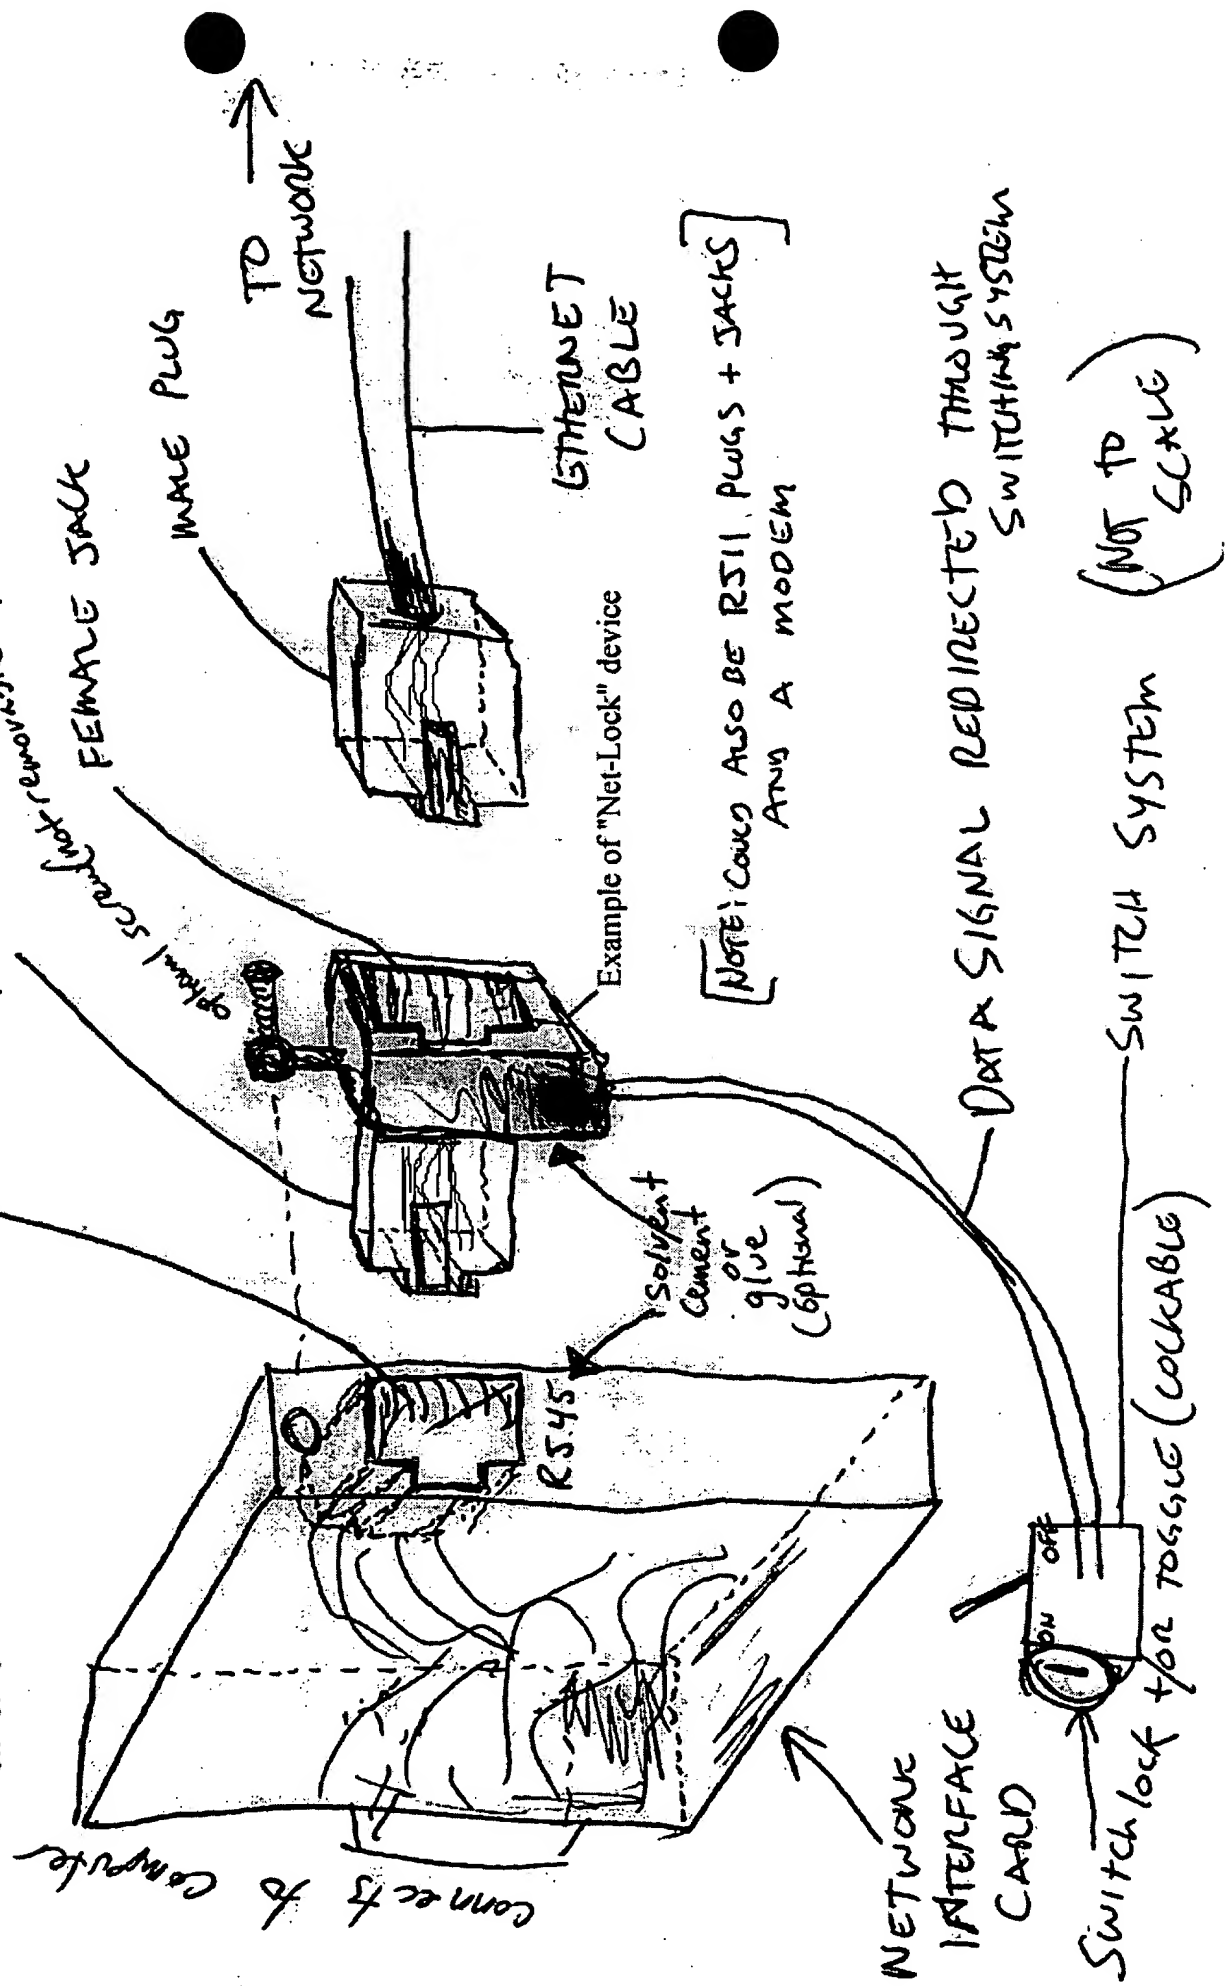 optional screw (not removable
FEMALE JACK
MALE PLUG
TO
NETWORK
ETHERNET
CABLE
Example of "Net-Lock" device
[NOTE: COULD ALSO BE RJ11 PLUGS + JACKS]
AND A MODEM
solvent
cement
or
glue
(optional)
RJ45
connects to computer
DATA SIGNAL REDIRECTED THROUGH
SWITCHING SYSTEM
(NOT TO
SCALE)
NETWORK
INTERFACE
CARD
ON
OFF
SWITCH SYSTEM
Switch lock +/OR TOGGLE (LOCKABLE)